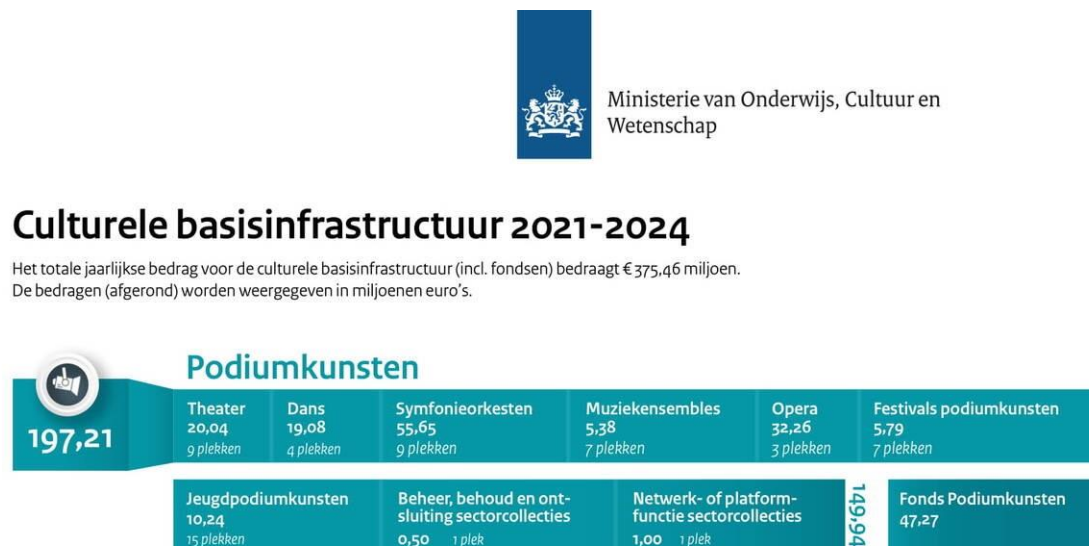 Ministerie van Onderwijs, Cultuur en
Wetenschap
Culturele basisinfrastructuur 2021-2024
Het totale jaarlijkse bedrag voor de culturele basisinfrastructuur (incl. fondsen) bedraagt € 375,46 miljoen.
De bedragen (afgerond) worden weergegeven in miljoenen euro's.
197,21
Podiumkunsten
Theater
20,04
9 plekken
Dans
19,08
4 plekken
Symfonieorkesten
55,65
9 plekken
Muziekensembles
5,38
7 plekken
Opera
32,26
3 plekken
Festivals podiumkunsten
5,79
7 plekken
Jeugdpodiumkunsten
10,24
15 plekken
Beheer, behoud en ont-
sluiting sectorcollecties
0,50 1 plek
Netwerk- of platform-
functie sectorcollecties
1,00 1 plek
149,94
Fonds Podiumkunsten
47,27